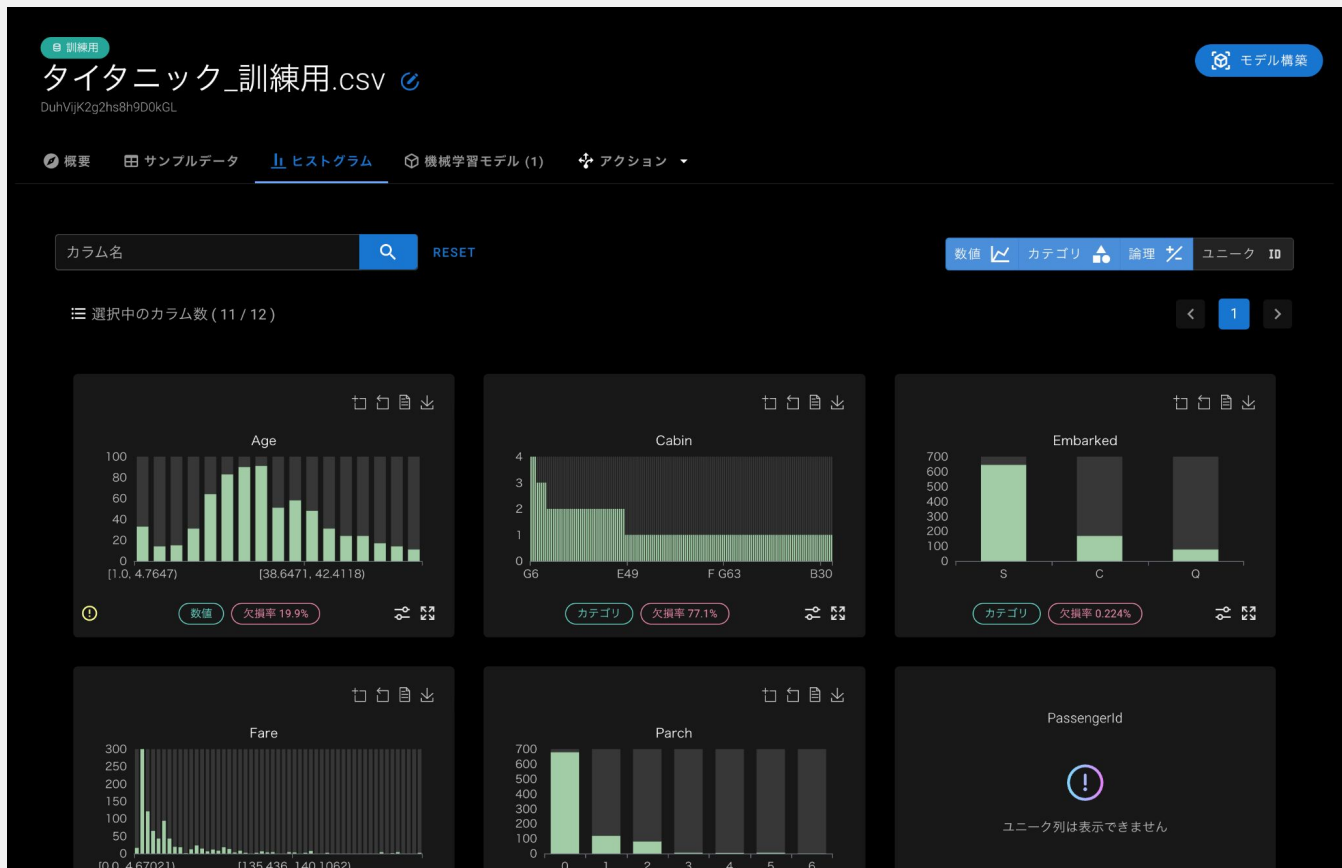 訓練用
タイタニック_訓練用.csv
DuhVijK2g2hs8h9D0kGL
モデル構築
概要 サンプルデータ ヒストグラム 機械学習モデル (1) アクション
カラム名 RESET 数値 カテゴリ 論理 ユニーク ID
選択中のカラム数 ( 11 / 12 ) 1
Age
100
80
60
40
20
0
[1.0, 4.7647) [38.6471, 42.4118)
数値 欠損率 19.9%
Cabin
4
3
2
1
0
G6 E49 F G63 B30
カテゴリ 欠損率 77.1%
Embarked
700
600
500
400
300
200
100
0
S C Q
カテゴリ 欠損率 0.224%
Fare
300
250
200
150
100
50
0
[0.0, 4.67021) [135.436, 140.1062)
Parch
700
600
500
400
300
200
100
0
0 1 2 3 4 5 6
PassengerId
ユニーク列は表示できません